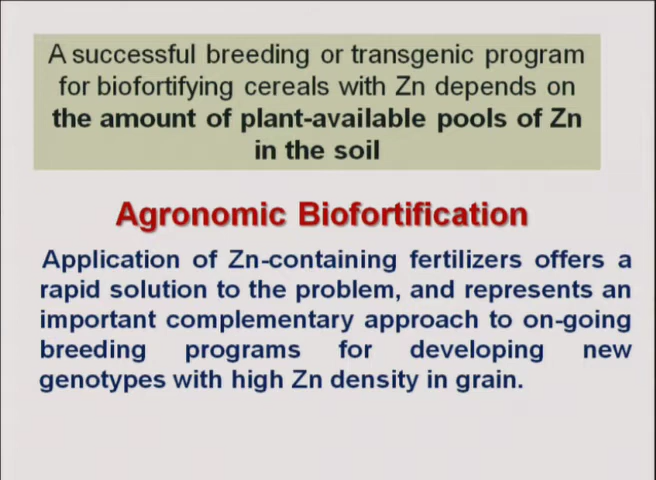 A successful breeding or transgenic program
for biofortifying cereals with Zn depends on
the amount of plant-available pools of Zn
in the soil
Agronomic Biofortification
Application of Zn-containing fertilizers offers a
rapid solution to the problem, and represents an
important complementary approach to on-going
breeding programs for developing new
genotypes with high Zn density in grain.